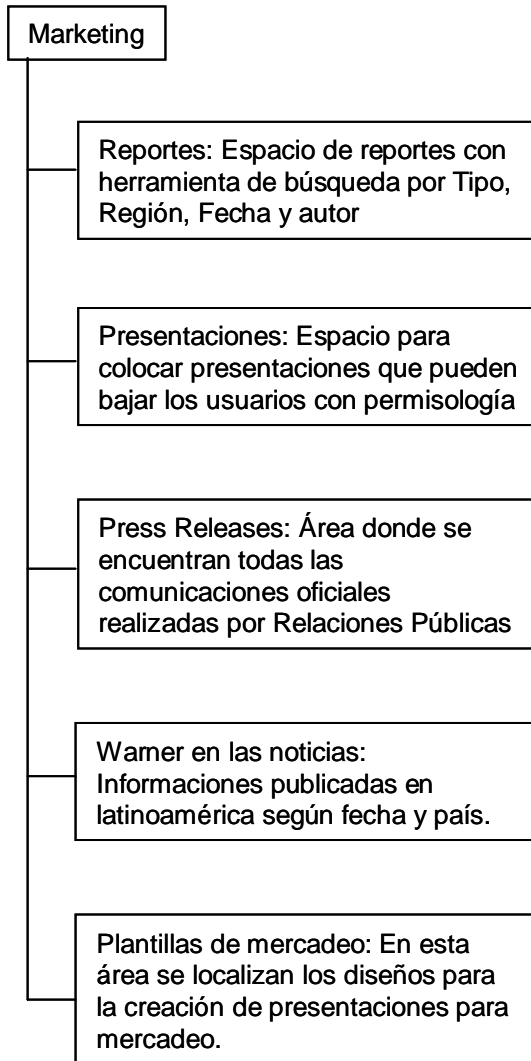 Marketing
Reportes: Espacio de reportes con
herramienta de búsqueda por Tipo,
Región, Fecha y autor
Presentaciones: Espacio para
colocar presentaciones que pueden
bajar los usuarios con permisología
Press Releases: Área donde se
encuentran todas las
comunicaciones oficiales
realizadas por Relaciones Públicas
Warner en las noticias:
Informaciones publicadas en
latinoamérica según fecha y país.
Plantillas de mercadeo: En esta
área se localizan los diseños para
la creación de presentaciones para
mercadeo.